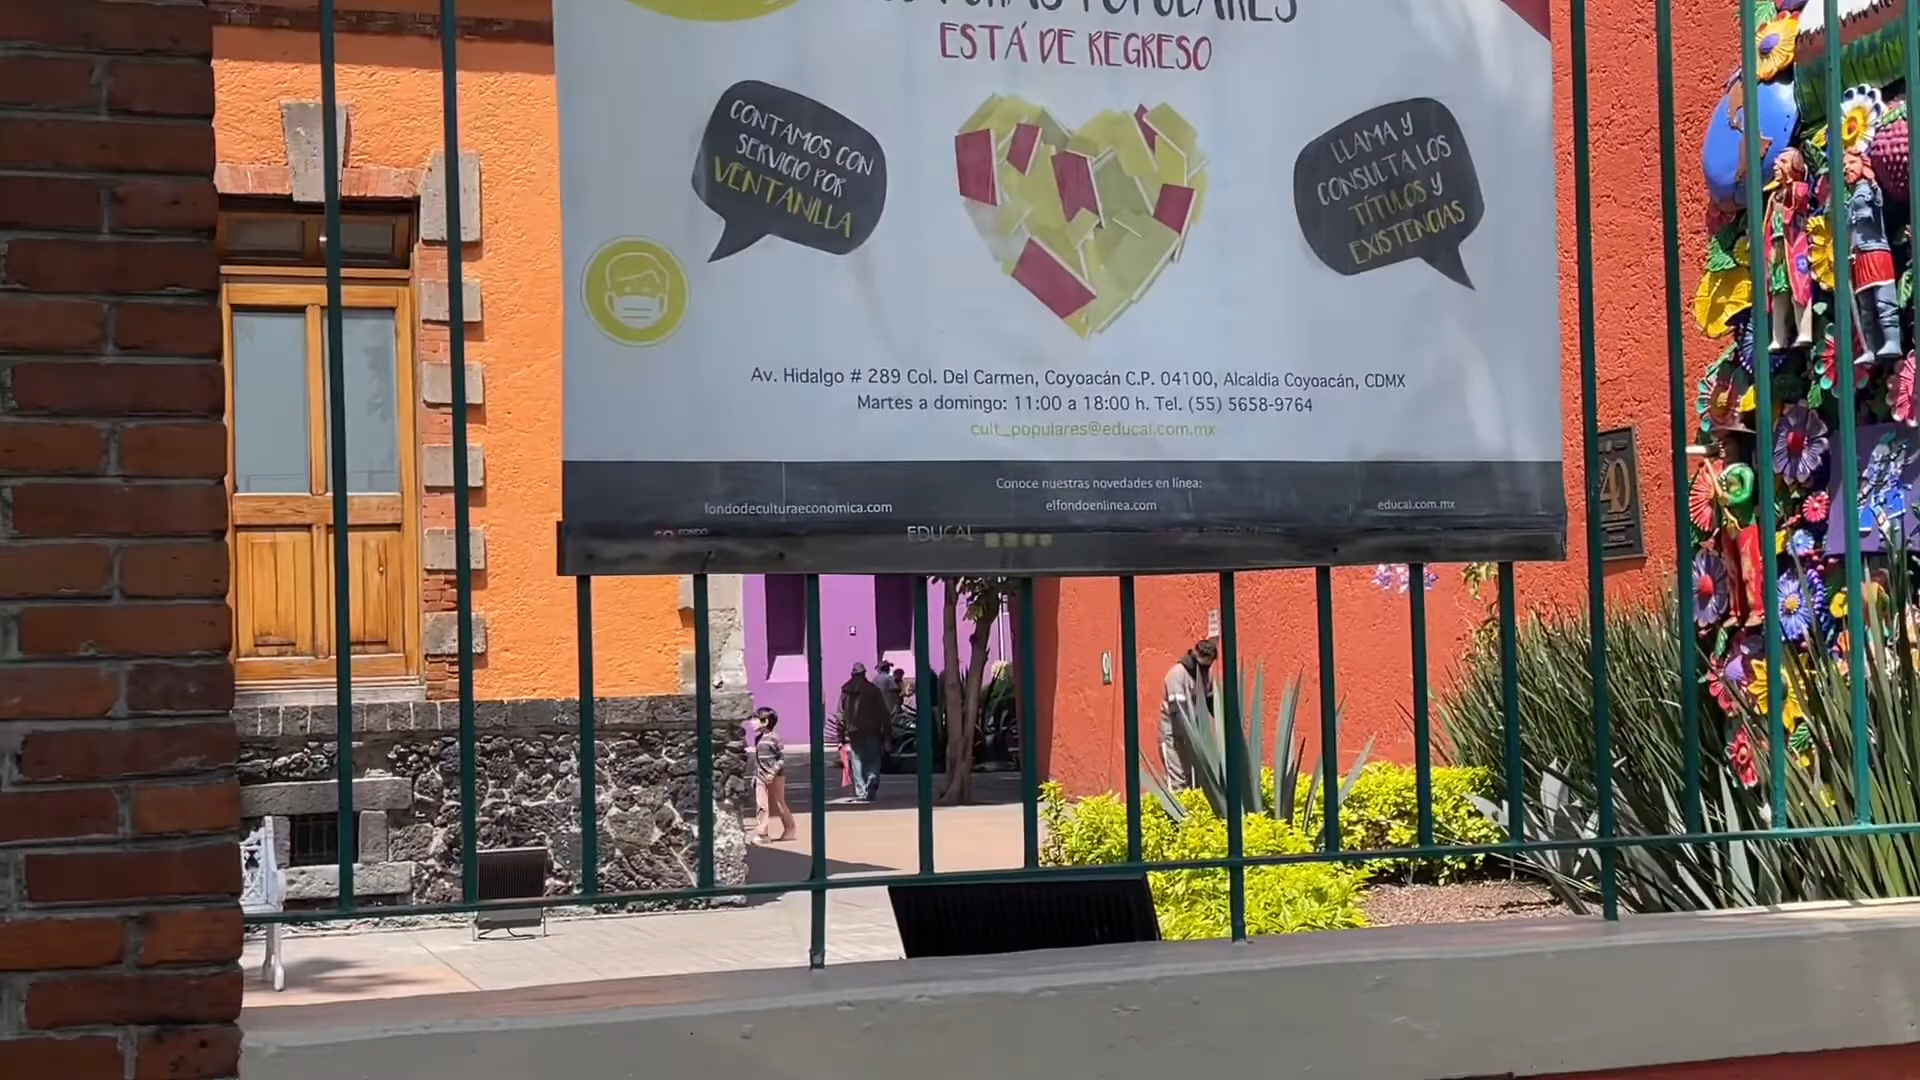 POPULARES
ESTÁ DE REGRESO
CONTAMOS CON
SERVICIO POR
VENTANILLA
LLAMA Y
CONSULTA LOS
TÍTULOS Y
EXISTENCIAS
Av. Hidalgo # 289 Col. Del Carmen, Coyoacán C.P. 04100, Alcaldía Coyoacán, CDMX
Martes a domingo: 11:00 a 18:00 h. Tel. (55) 5658-9764
cult_populares@educal.com.mx
Conoce nuestras novedades en línea:
fondodeculturaeconomica.com
elfondoenlinea.com
educal.com.mx
FONDO
EDUCAL
40